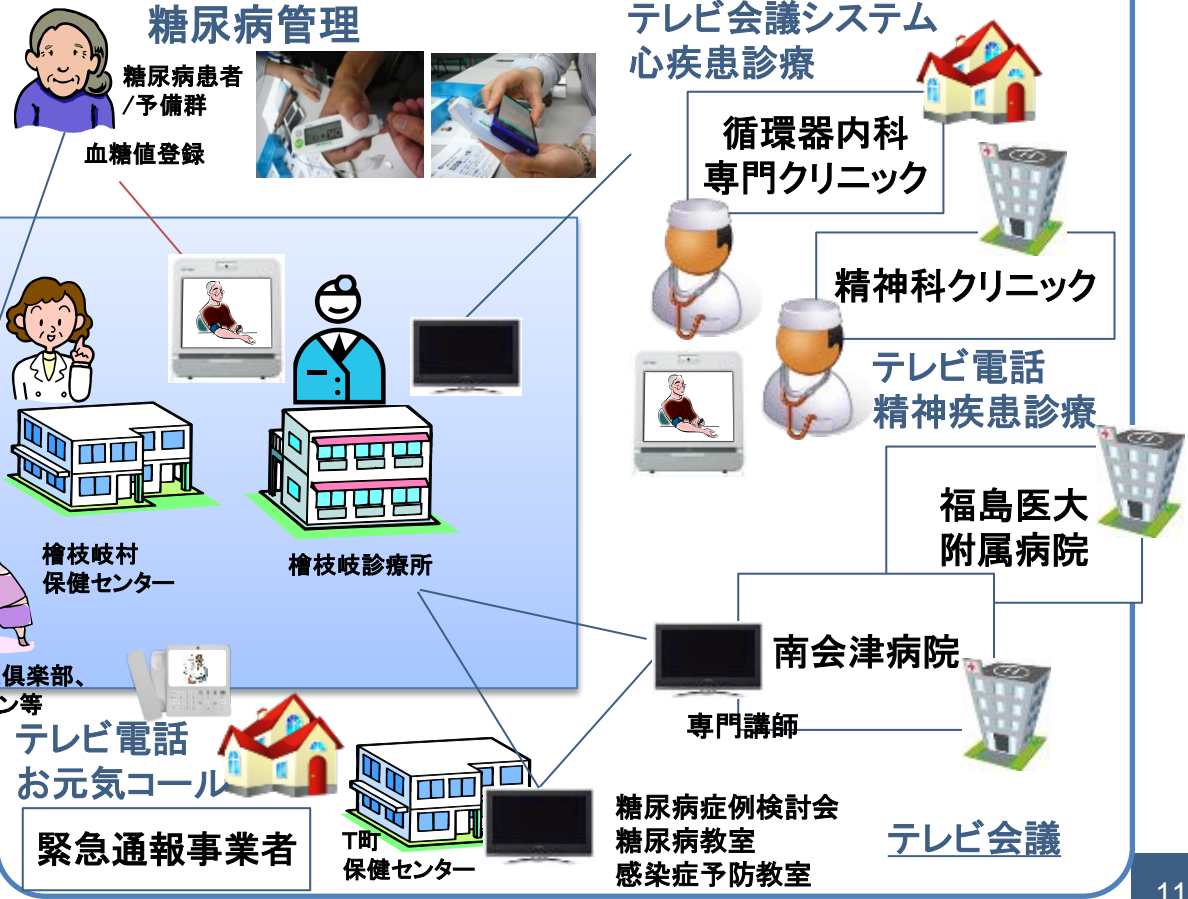 糖尿病管理
糖尿病患者
/予備群
血糖値登録
テレビ会議システム
心疾患診療
循環器内科
専門クリニック
精神科クリニック
テレビ電話
精神疾患診療
福島医大
附属病院
檜枝岐村
保健センター
檜枝岐診療所
南会津病院
専門講師
倶楽部、
ン等
テレビ電話
お元気コール
緊急通報事業者
T町
保健センター
糖尿病症例検討会
糖尿病教室
感染症予防教室
テレビ会議
11